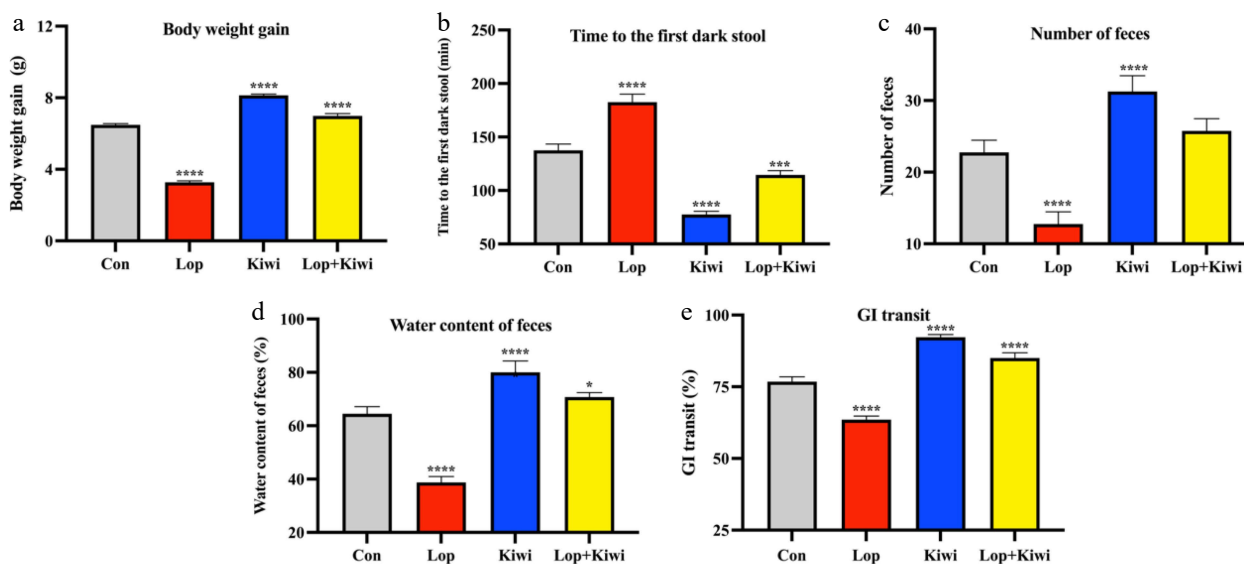 a
Body weight gain
Body weight gain (g)
12
8
4
0
****
****
****
Con
Lop
Kiwi
Lop+Kiwi
b
Time to the first dark stool
Time to the first dark stool (min)
250
200
150
100
50
****
****
***
Con
Lop
Kiwi
Lop+Kiwi
c
Number of feces
Number of feces
40
30
20
10
****
****
Con
Lop
Kiwi
Lop+Kiwi
d
Water content of feces
Water content of feces (%)
100
80
60
40
20
****
****
*
Con
Lop
Kiwi
Lop+Kiwi
e
GI transit
GI transit (%)
100
75
50
25
****
****
****
Con
Lop
Kiwi
Lop+Kiwi